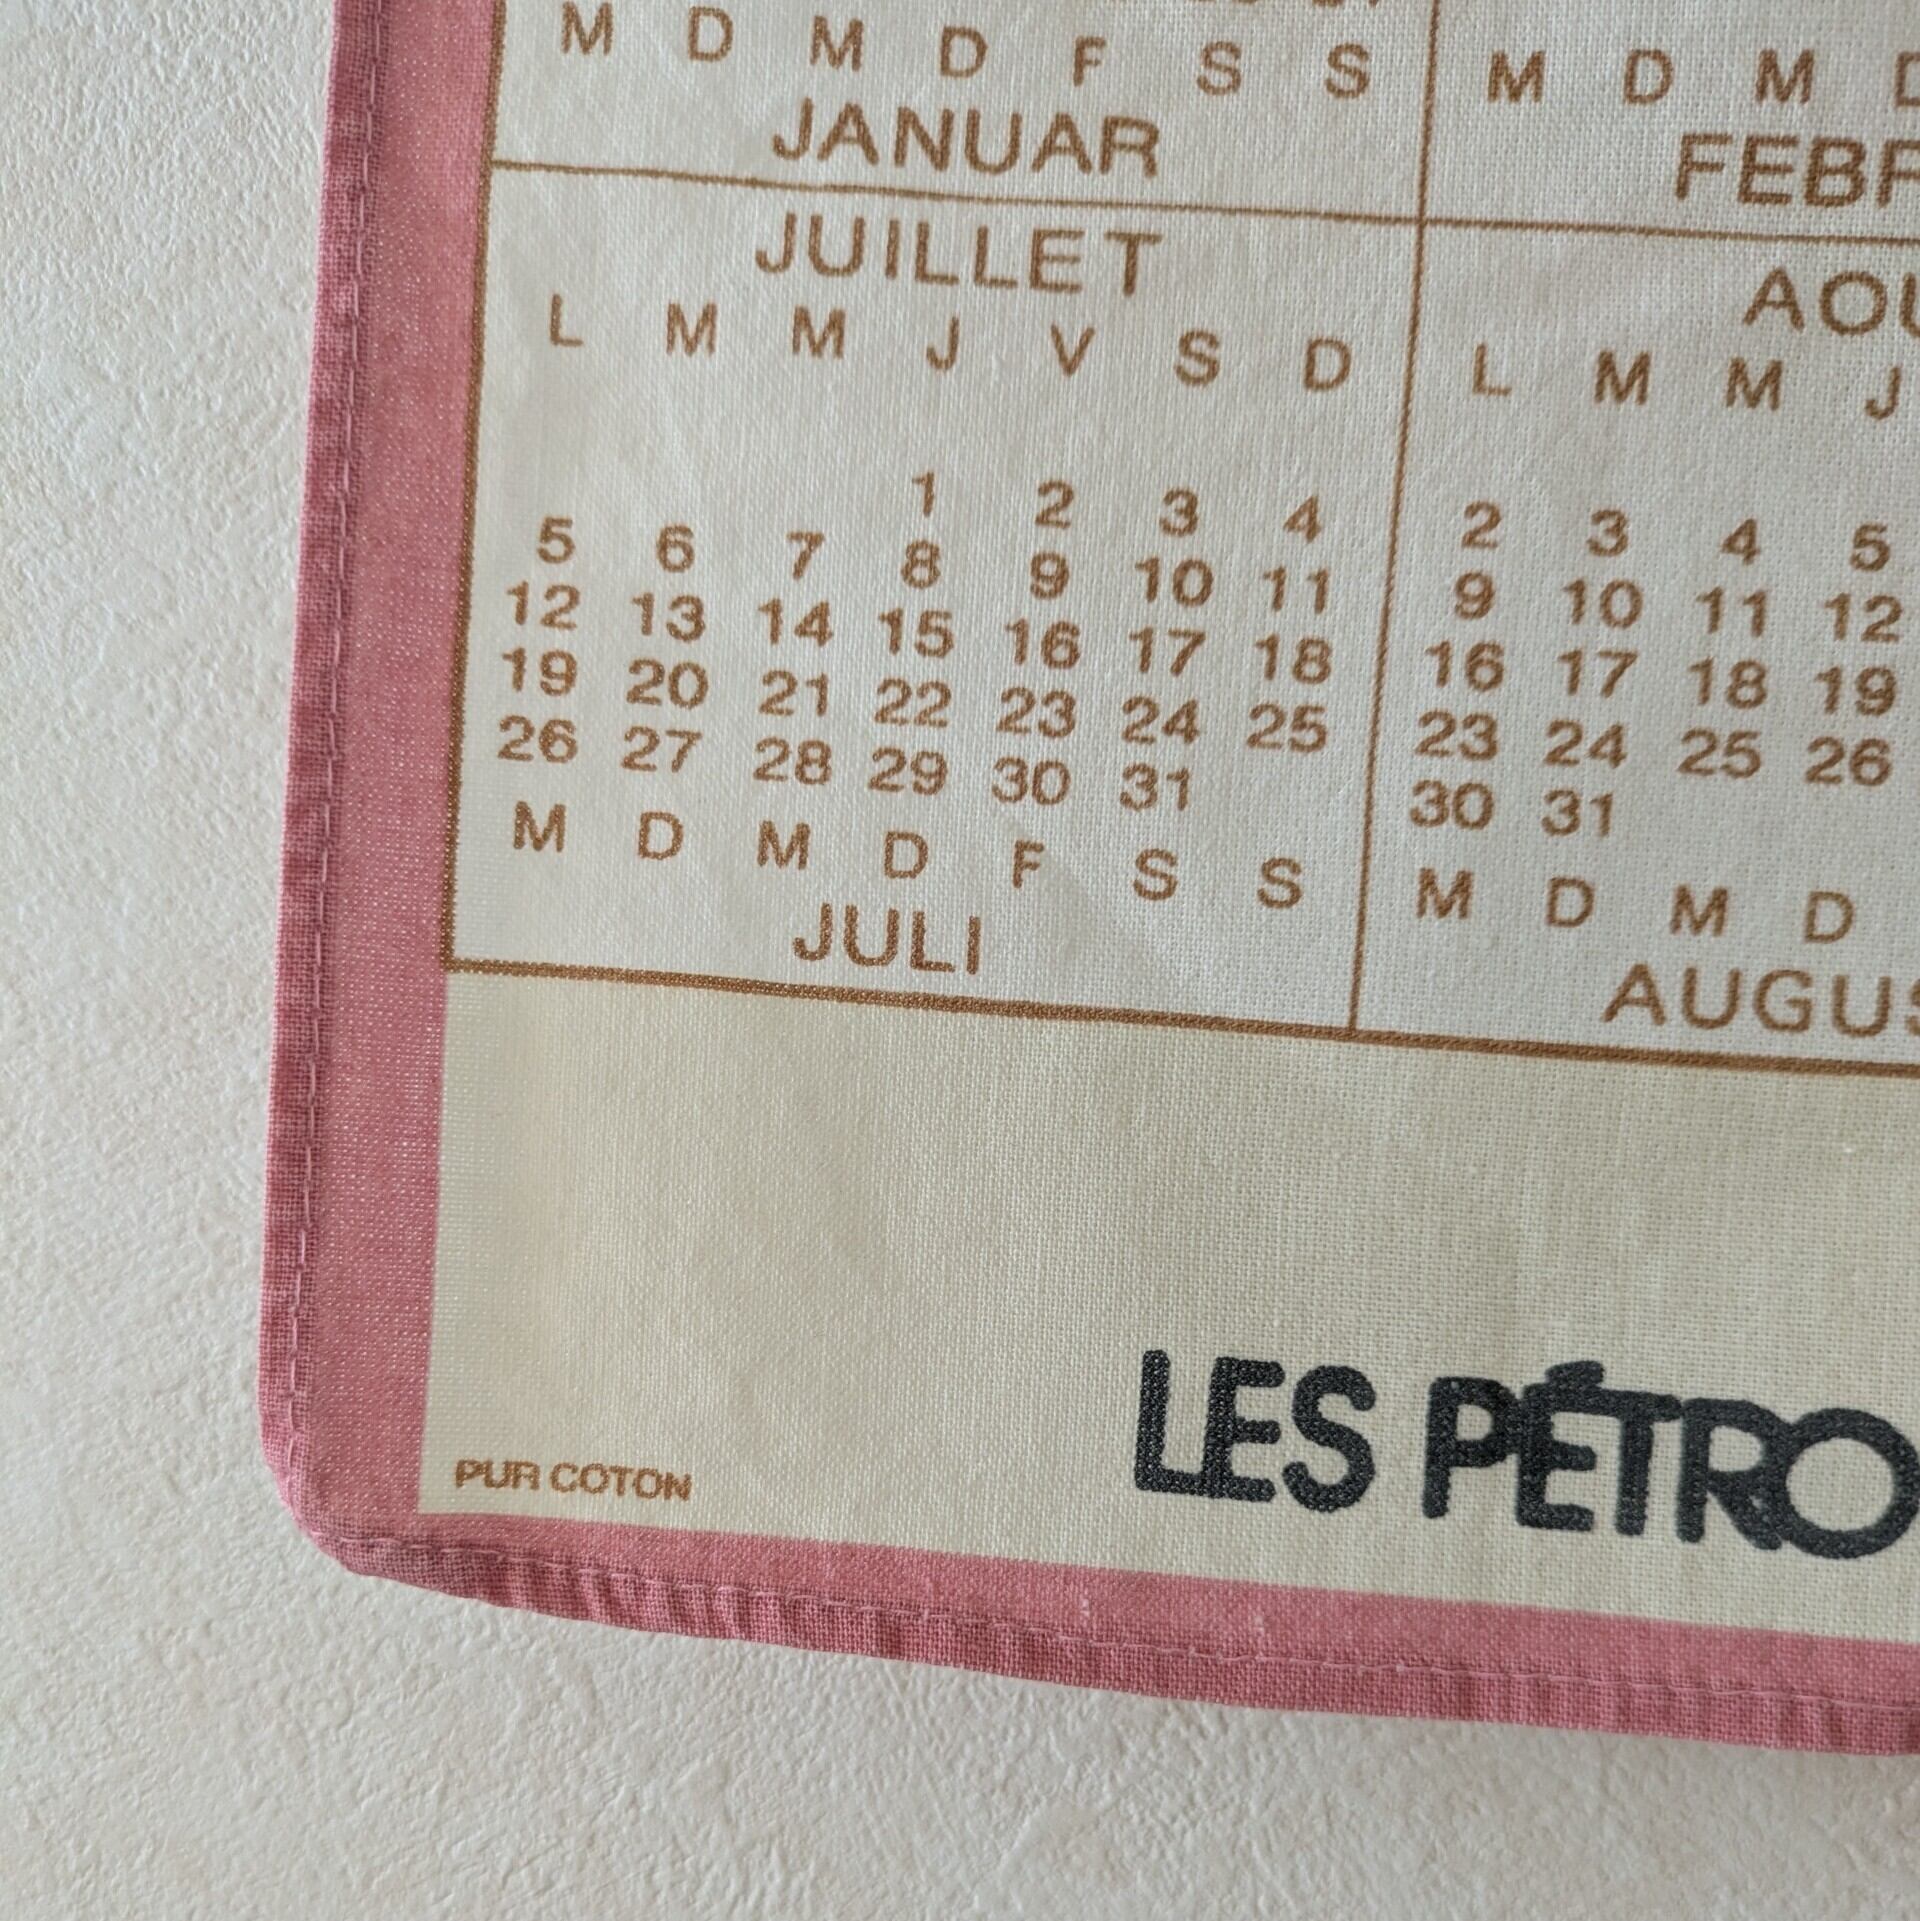 M D M D F S S
JANUAR
M D M
JUILLET
L M M J V S D
1 2 3 4
5 6 7 8 9 10 11
12 13 14 15 16 17 18
19 20 21 22 23 24 25
26 27 28 29 30 31
M D M D F S S
JULI
L M M J
2 3 4 5
9 10 11 12
16 17 18 19
23 24 25 26
30 31
M D M D
LES PÉTRO
PUR COTON